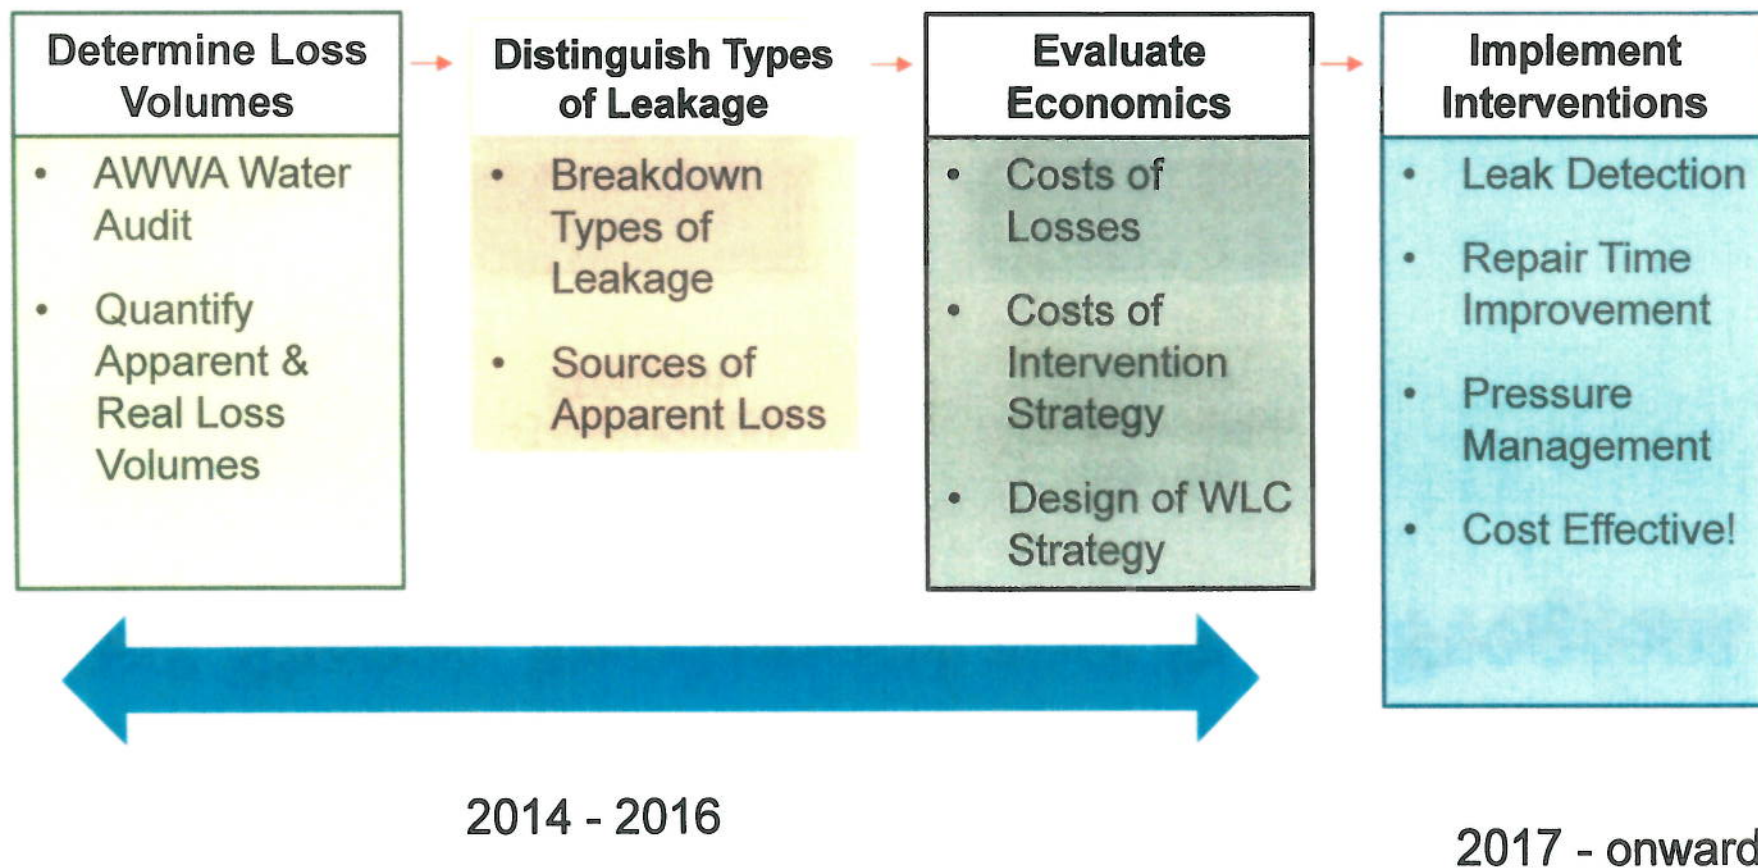 Determine Loss
Volumes
• AWWA Water
Audit
• Quantify
Apparent &
Real Loss
Volumes
Distinguish Types
of Leakage
• Breakdown
Types of
Leakage
• Sources of
Apparent Loss
Evaluate
Economics
• Costs of
Losses
• Costs of
Intervention
Strategy
• Design of WLC
Strategy
Implement
Interventions
• Leak Detection
• Repair Time
Improvement
• Pressure
Management
• Cost Effective!
2014 - 2016
2017 - onward